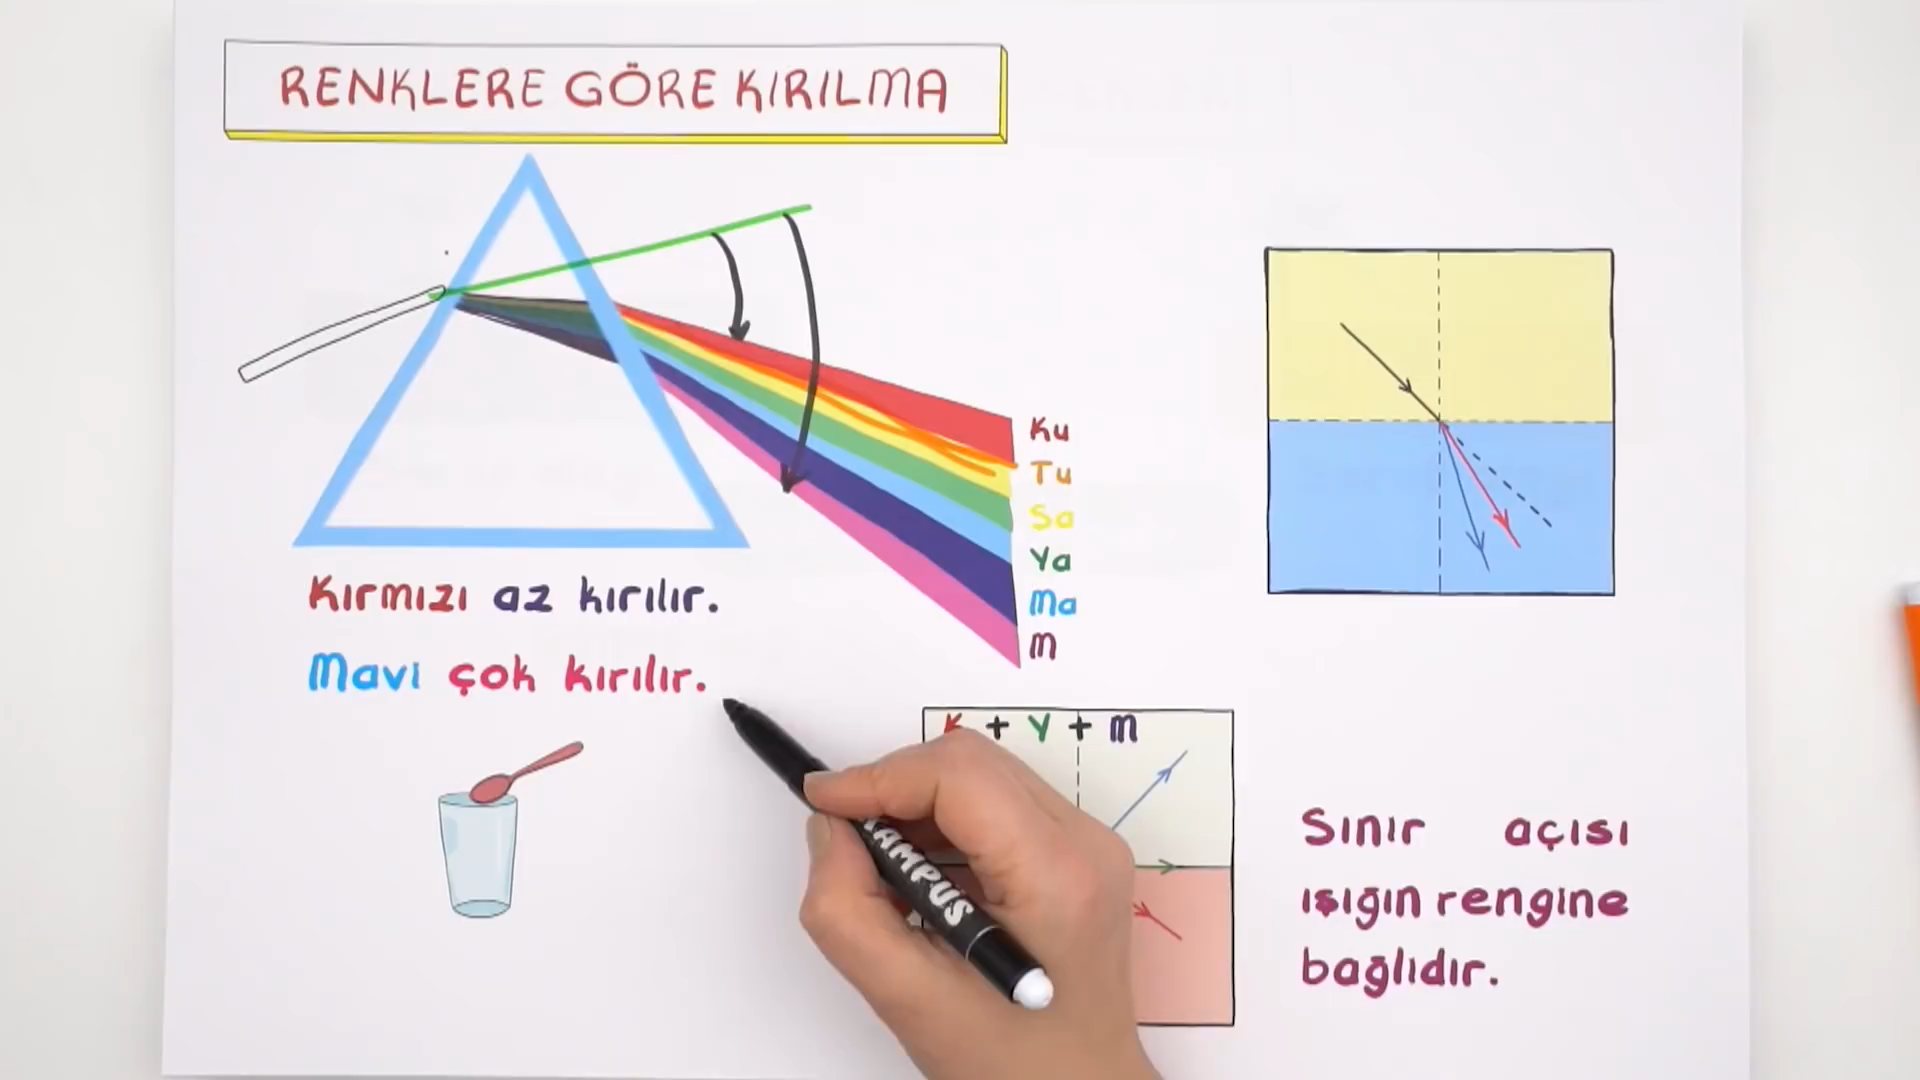 RENKLERE GÖRE KIRILMA
Ku
Tu
Sa
Ya
Ma
M
Kırmızı az kırılır.
Mavi çok kırılır.
K + Y + M
KAMPÜS
Sınır açısı
ışığın rengine
bağlıdır.